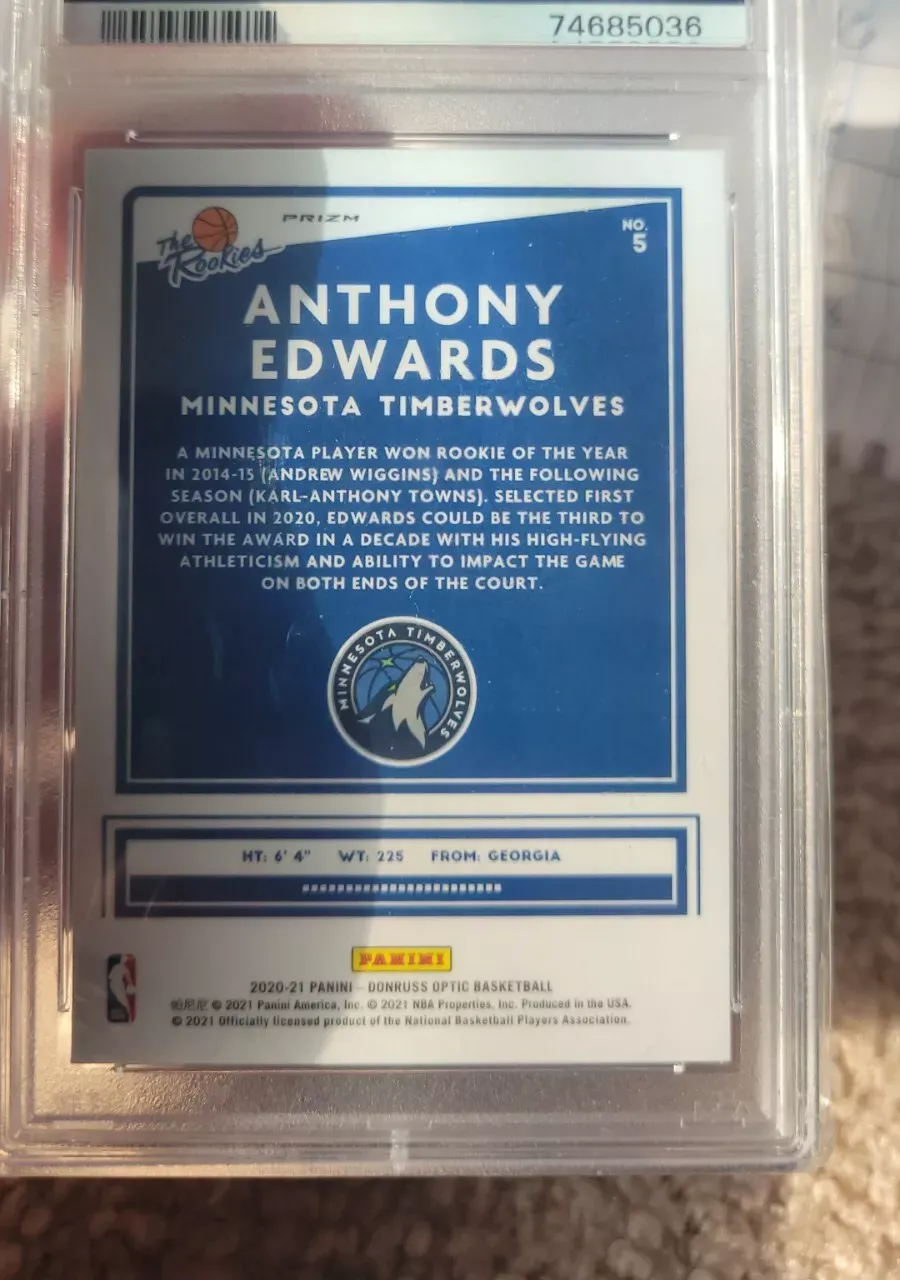 74685036
The Rookies
PRIZM
NO. 5
ANTHONY
EDWARDS
MINNESOTA TIMBERWOLVES
A MINNESOTA PLAYER WON ROOKIE OF THE YEAR
IN 2014-15 (ANDREW WIGGINS) AND THE FOLLOWING
SEASON (KARL-ANTHONY TOWNS). SELECTED FIRST
OVERALL IN 2020, EDWARDS COULD BE THE THIRD TO
WIN THE AWARD IN A DECADE WITH HIS HIGH-FLYING
ATHLETICISM AND ABILITY TO IMPACT THE GAME
ON BOTH ENDS OF THE COURT.
MINNESOTA TIMBERWOLVES
HT: 6' 4" WT: 225 FROM: GEORGIA
PANINI
2020-21 PANINI – DONRUSS OPTIC BASKETBALL
© 2021 Panini America, Inc. © 2021 NBA Properties, Inc. Produced in the USA.
© 2021 Officially licensed product of the National Basketball Players Association.